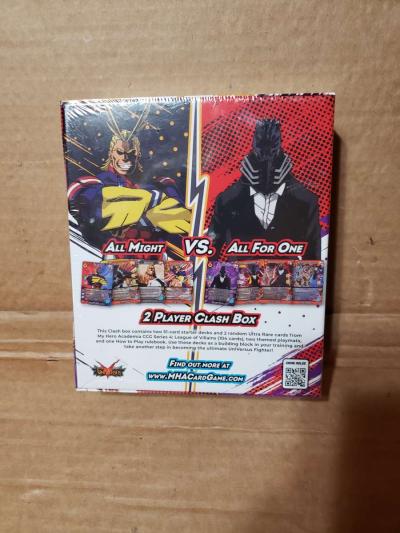 All Might
VS.
All For One
2 Player Clash Box
This Clash box contains two 51-card starter decks and 2 random Ultra Rare cards from
My Hero Academia CCG Series 4: League of Villains (104 cards), two themed playmats,
and one How to Play rulebook. Use these decks as a building block in your training and
take another step in becoming the ultimate UniVersus Fighter!
Find out more at
www.MHACardGame.com